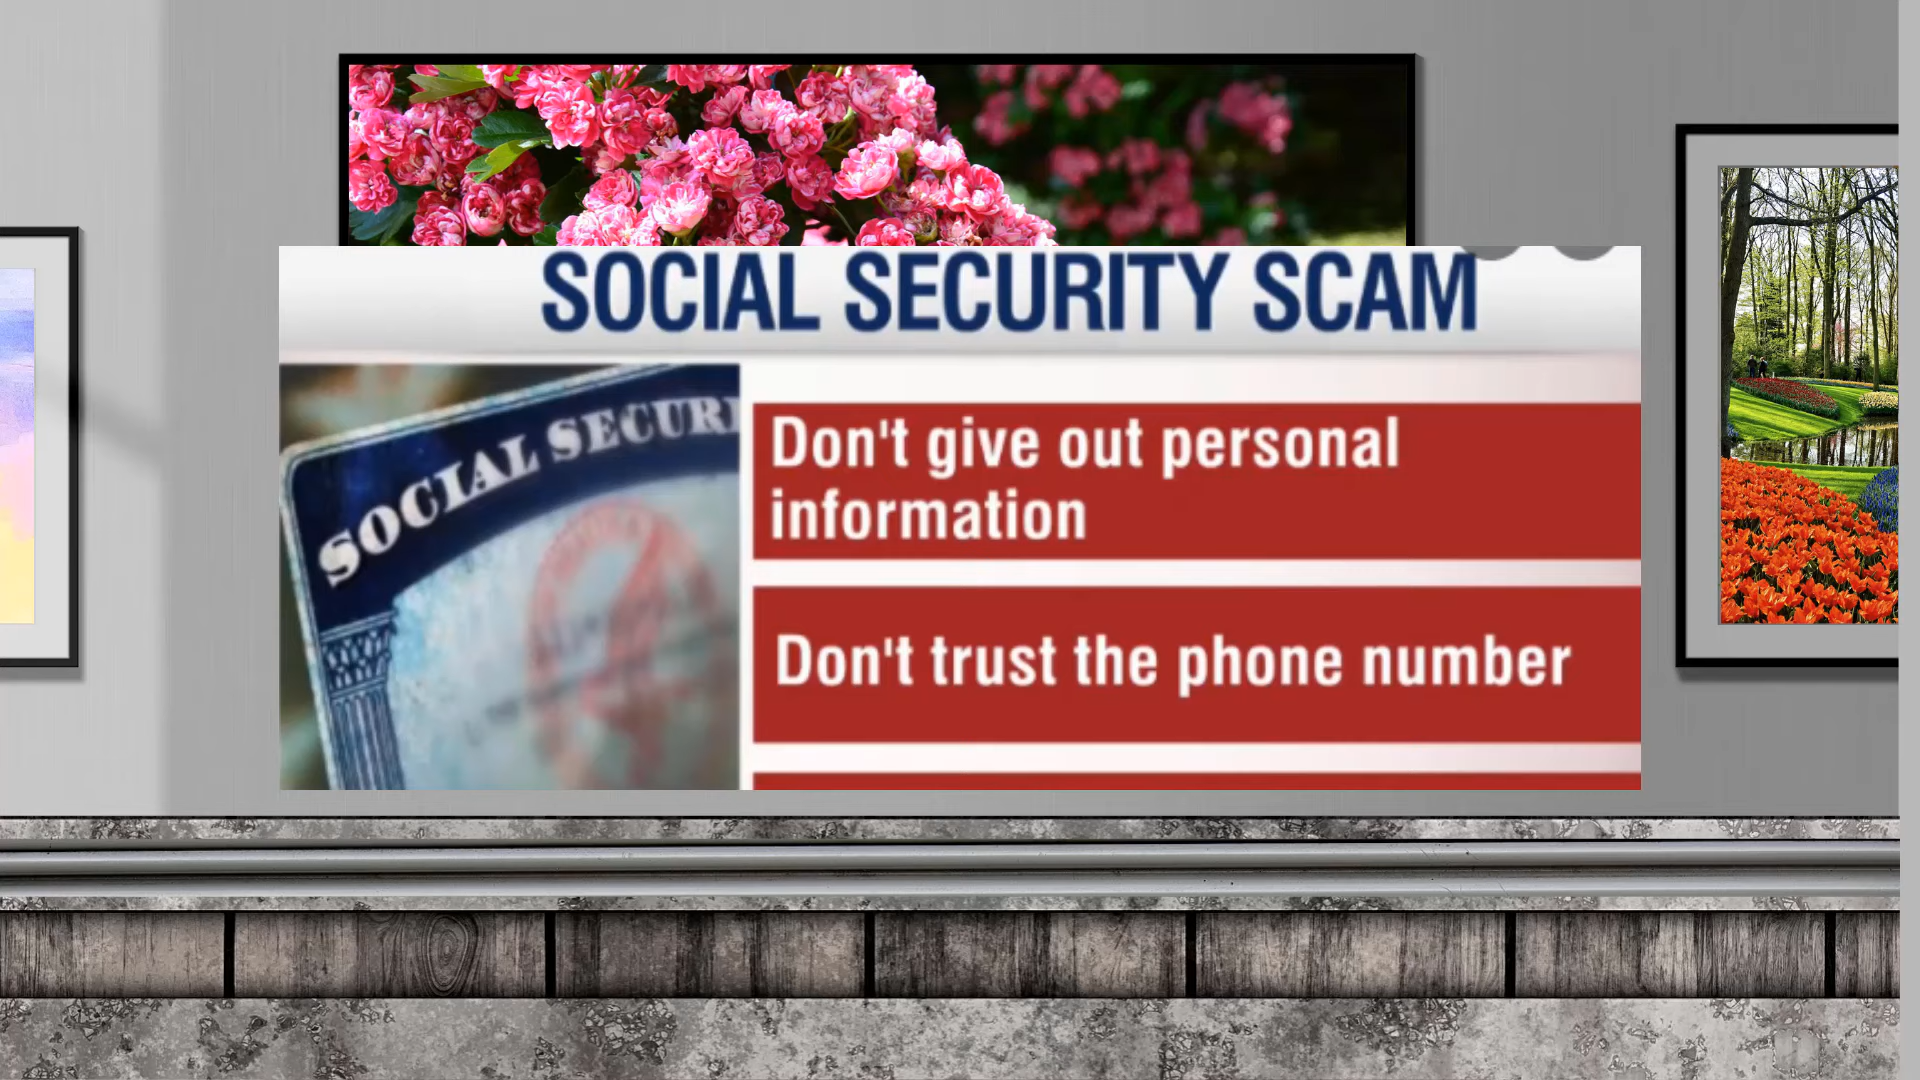 SOCIAL SECURITY SCAM
SOCIAL SECURI
Don't give out personal
information
Don't trust the phone number